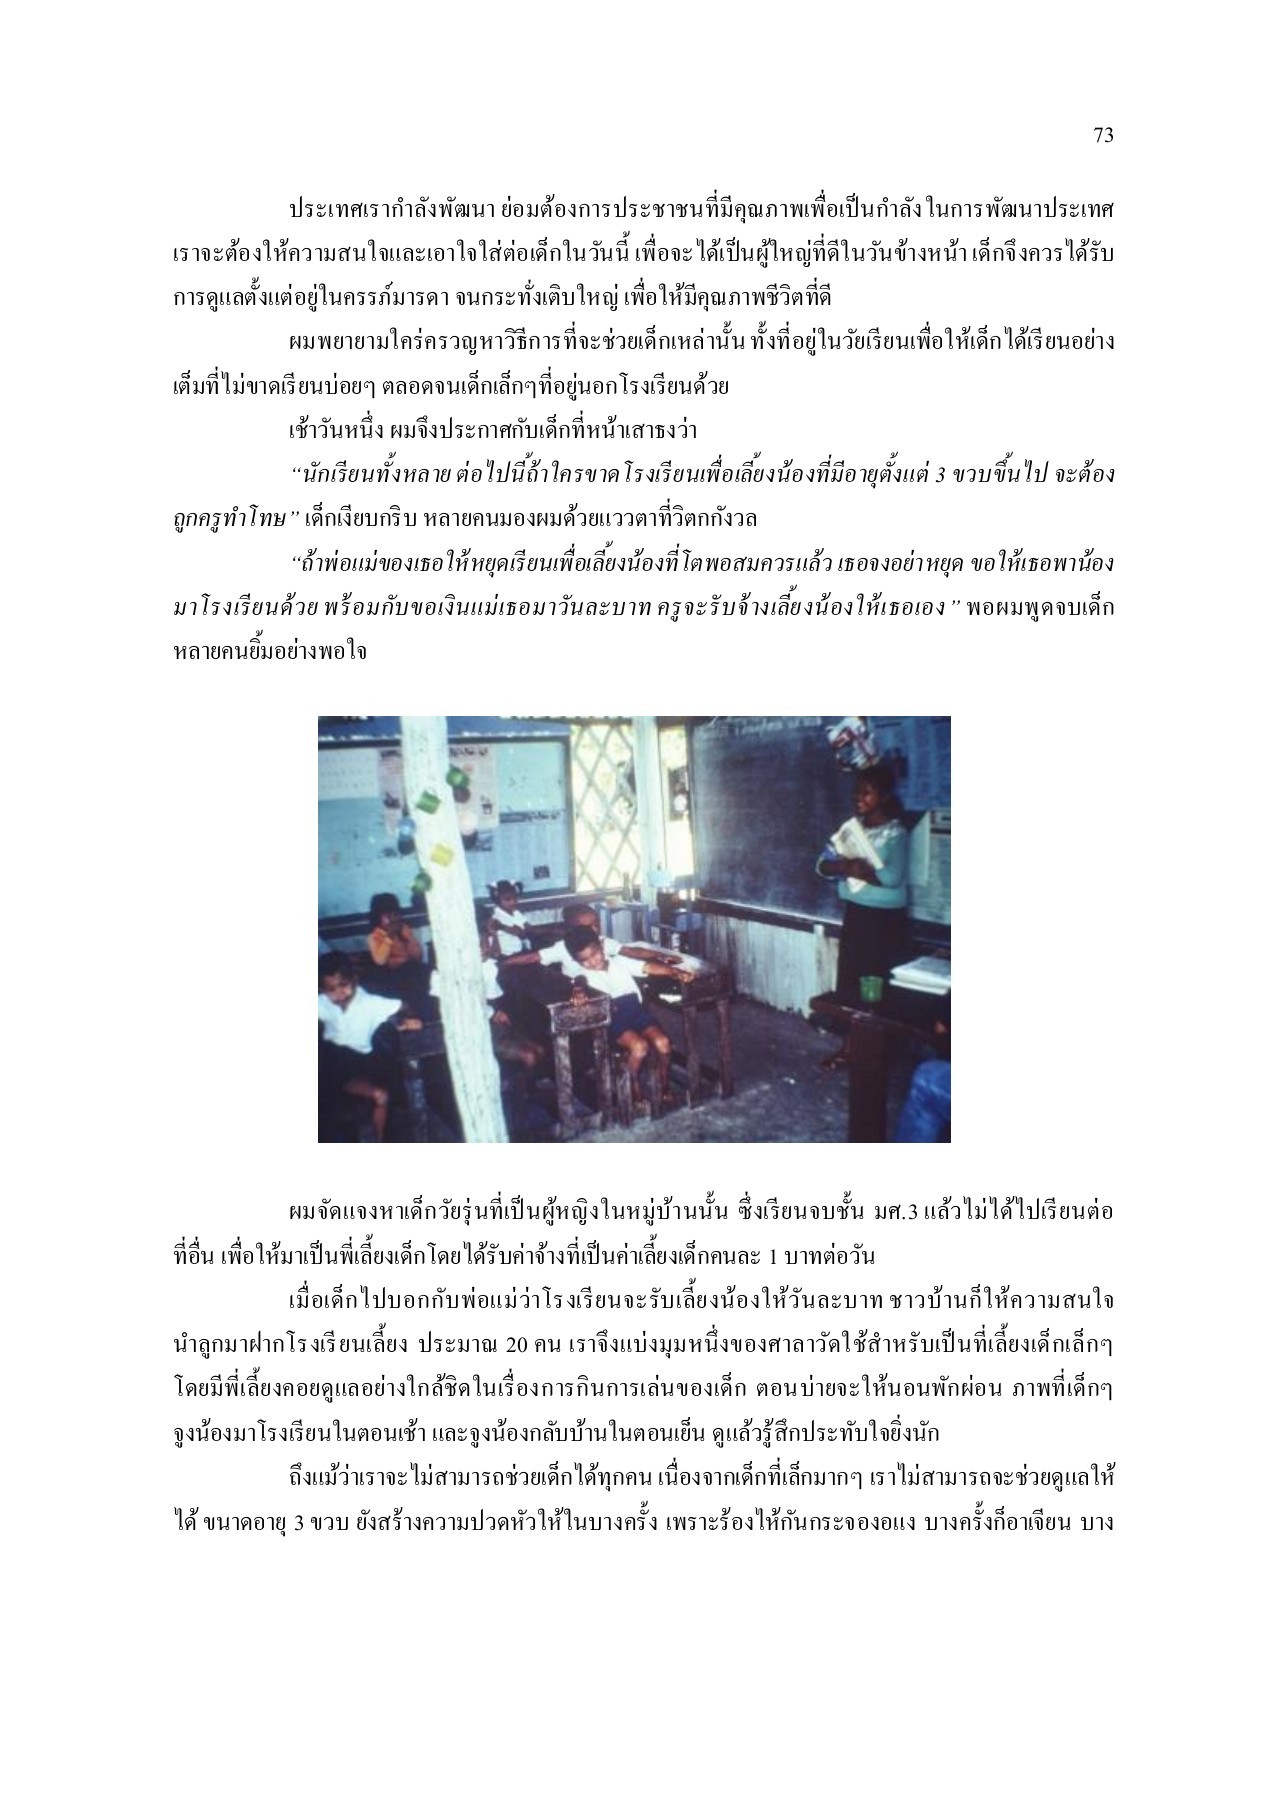 73
ประเทศเรากำลังพัฒนา ย่อมต้องการประชาชนที่มีคุณภาพเพื่อเป็นกำลังในการพัฒนาประเทศ
เราจะต้องให้ความสนใจและเอาใจใส่ต่อเด็กในวันนี้ เพื่อจะได้เป็นผู้ใหญ่ที่ดีในวันข้างหน้า เด็กจึงควรได้รับ
การดูแลตั้งแต่อยู่ในครรภ์มารดา จนกระทั่งเติบใหญ่ เพื่อให้มีคุณภาพชีวิตที่ดี
ผมพยายามใคร่ครวญหาวิธีการที่จะช่วยเด็กเหล่านั้น ทั้งที่อยู่ในวัยเรียนเพื่อให้เด็กได้เรียนอย่าง
เต็มที่ไม่ขาดเรียนบ่อยๆ ตลอดจนเด็กเล็กๆที่อยู่นอกโรงเรียนด้วย
เช้าวันหนึ่ง ผมจึงประกาศกับเด็กที่หน้าเสาธงว่า
“นักเรียนทั้งหลาย ต่อไปนี้ถ้าใครขาดโรงเรียนเพื่อเลี้ยงน้องที่มีอายุตั้งแต่ 3 ขวบขึ้นไป จะต้อง
ถูกครูทำโทษ” เด็กเงียบกริบ หลายคนมองผมด้วยแววตาที่วิตกกังวล
“ถ้าพ่อแม่ของเธอให้หยุดเรียนเพื่อเลี้ยงน้องที่โตพอสมควรแล้ว เธอจงอย่าหยุด ขอให้เธอพาน้อง
มาโรงเรียนด้วย พร้อมกับขอเงินแม่เธอมาวันละบาท ครูจะรับจ้างเลี้ยงน้องให้เธอเอง ” พอผมพูดจบเด็ก
หลายคนยิ้มอย่างพอใจ
ผมจัดแจงหาเด็กวัยรุ่นที่เป็นผู้หญิงในหมู่บ้านนั้น ซึ่งเรียนจบชั้น มศ.3 แล้วไม่ได้ไปเรียนต่อ
ที่อื่น เพื่อให้มาเป็นพี่เลี้ยงเด็กโดยได้รับค่าจ้างที่เป็นค่าเลี้ยงเด็กคนละ 1 บาทต่อวัน
เมื่อเด็กไปบอกกับพ่อแม่ว่าโรงเรียนจะรับเลี้ยงน้องให้วันละบาท ชาวบ้านก็ให้ความสนใจ
นำลูกมาฝากโรงเรียนเลี้ยง ประมาณ 20 คน เราจึงแบ่งมุมหนึ่งของศาลาวัดใช้สำหรับเป็นที่เลี้ยงเด็กเล็กๆ
โดยมีพี่เลี้ยงคอยดูแลอย่างใกล้ชิดในเรื่องการกินการเล่นของเด็ก ตอนบ่ายจะให้นอนพักผ่อน ภาพที่เด็กๆ
จูงน้องมาโรงเรียนในตอนเช้า และจูงน้องกลับบ้านในตอนเย็น ดูแล้วรู้สึกประทับใจยิ่งนัก
ถึงแม้ว่าเราจะไม่สามารถช่วยเด็กได้ทุกคน เนื่องจากเด็กที่เล็กมากๆ เราไม่สามารถจะช่วยดูแลให้
ได้ ขนาดอายุ 3 ขวบ ยังสร้างความปวดหัวให้ในบางครั้ง เพราะร้องไห้กันกระจองอแง บางครั้งก็อาเจียน บาง